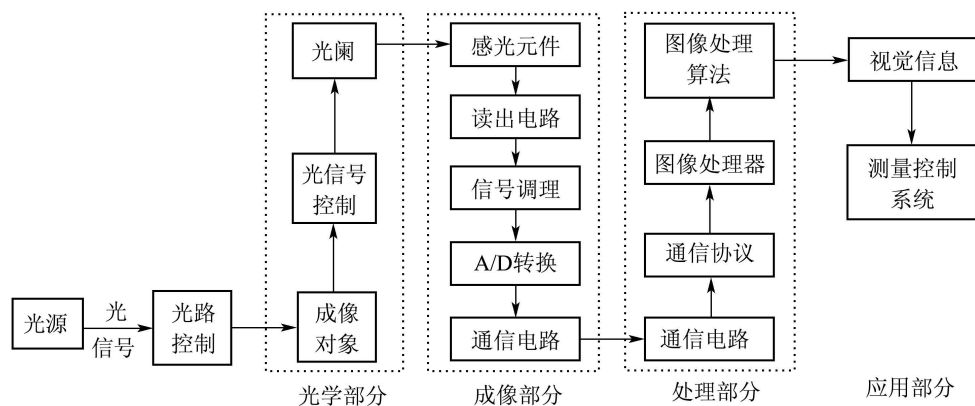 光源
光
信号
光路
控制
成像
对象
光信号
控制
光阑
光学部分
感光元件
读出电路
信号调理
A/D转换
通信电路
成像部分
通信电路
通信协议
图像处理器
图像处理
算法
处理部分
视觉信息
测量控制
系统
应用部分